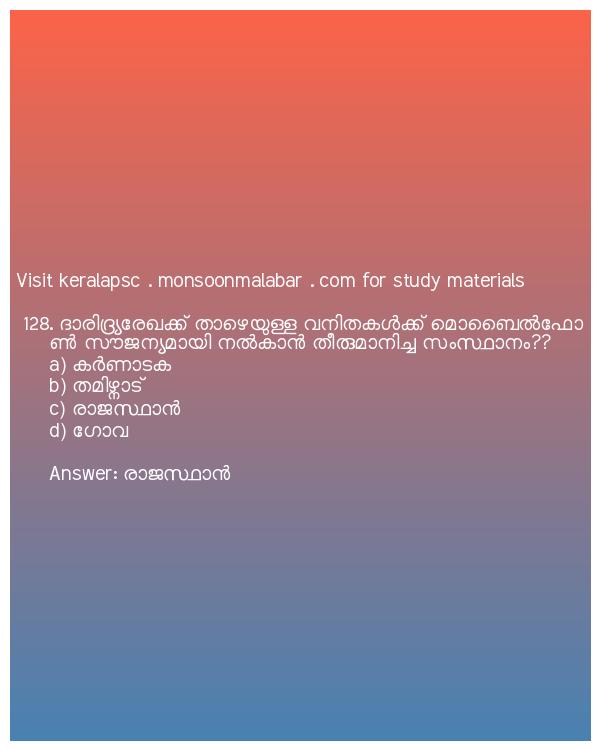 Visit keralapsc . monsoonmalabar . com for study materials
128. ദാരിദ്ര്യരേഖക്ക് താഴെയുള്ള വനിതകൾക്ക് മൊബൈൽഫോ
ൺ സൗജന്യമായി നൽകാൻ തീരുമാനിച്ച സംസ്ഥാനം??
a) കർണാടക
b) തമിഴ്നാട്
c) രാജസ്ഥാൻ
d) ഗോവ
Answer: രാജസ്ഥാൻ